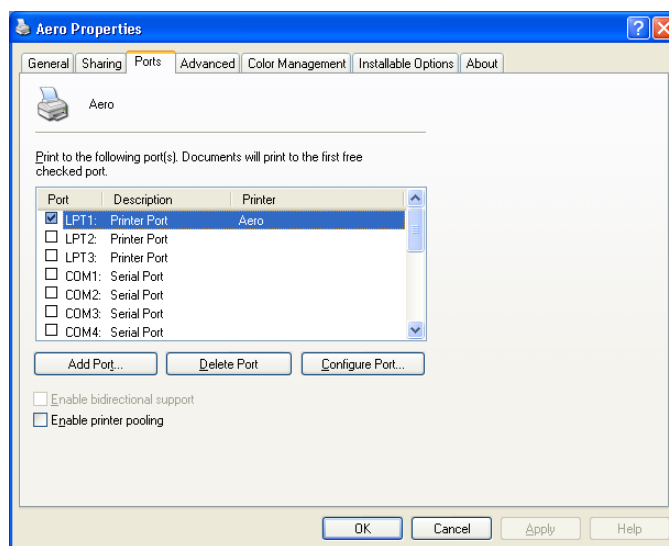 Aero Properties
General Sharing Ports Advanced Color Management Installable Options About
Aero
Print to the following port(s). Documents will print to the first free
checked port.
Port Description Printer
LPT1: Printer Port Aero
LPT2: Printer Port
LPT3: Printer Port
COM1: Serial Port
COM2: Serial Port
COM3: Serial Port
COM4: Serial Port
Add Port... Delete Port Configure Port...
Enable bidirectional support
Enable printer pooling
OK Cancel Apply Help